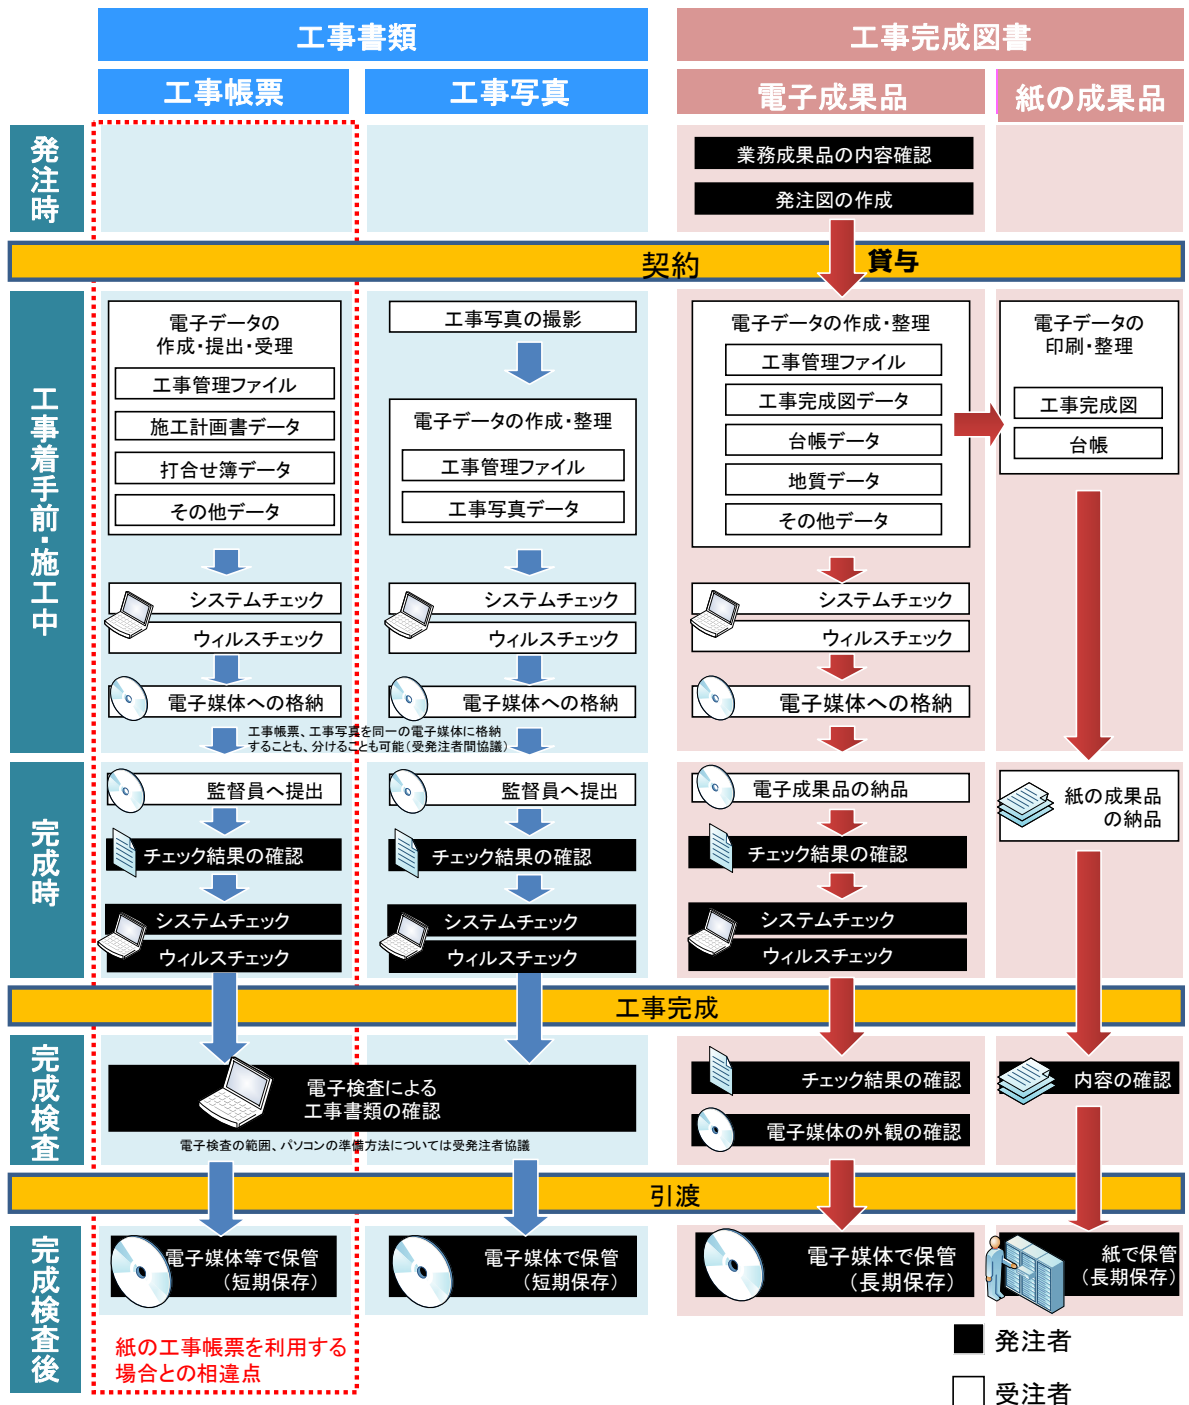 工事書類
工事完成図書
工事帳票
工事写真
電子成果品
紙の成果品
発注時
業務成果品の内容確認
発注図の作成
契約
貸与
工事着手前・施工中
電子データの
作成・提出・受理
工事管理ファイル
施工計画書データ
打合せ簿データ
その他データ
システムチェック
ウィルスチェック
電子媒体への格納
工事写真の撮影
電子データの作成・整理
工事管理ファイル
工事写真データ
システムチェック
ウィルスチェック
電子媒体への格納
工事帳票、工事写真を同一の電子媒体に格納
することも、分けることも可能（受発注者間協議）
電子データの作成・整理
工事管理ファイル
工事完成図データ
台帳データ
地質データ
その他データ
システムチェック
ウィルスチェック
電子媒体への格納
電子データの
印刷・整理
工事完成図
台帳
完成時
監督員へ提出
チェック結果の確認
システムチェック
ウィルスチェック
監督員へ提出
チェック結果の確認
システムチェック
ウィルスチェック
電子成果品の納品
チェック結果の確認
システムチェック
ウィルスチェック
紙の成果品
の納品
工事完成
完成検査
電子検査による
工事書類の確認
電子検査の範囲、パソコンの準備方法については受発注者協議
チェック結果の確認
電子媒体の外観の確認
内容の確認
引渡
完成検査後
電子媒体等で保管
（短期保存）
電子媒体で保管
（短期保存）
電子媒体で保管
（長期保存）
紙で保管
（長期保存）
紙の工事帳票を利用する
場合との相違点
発注者
受注者